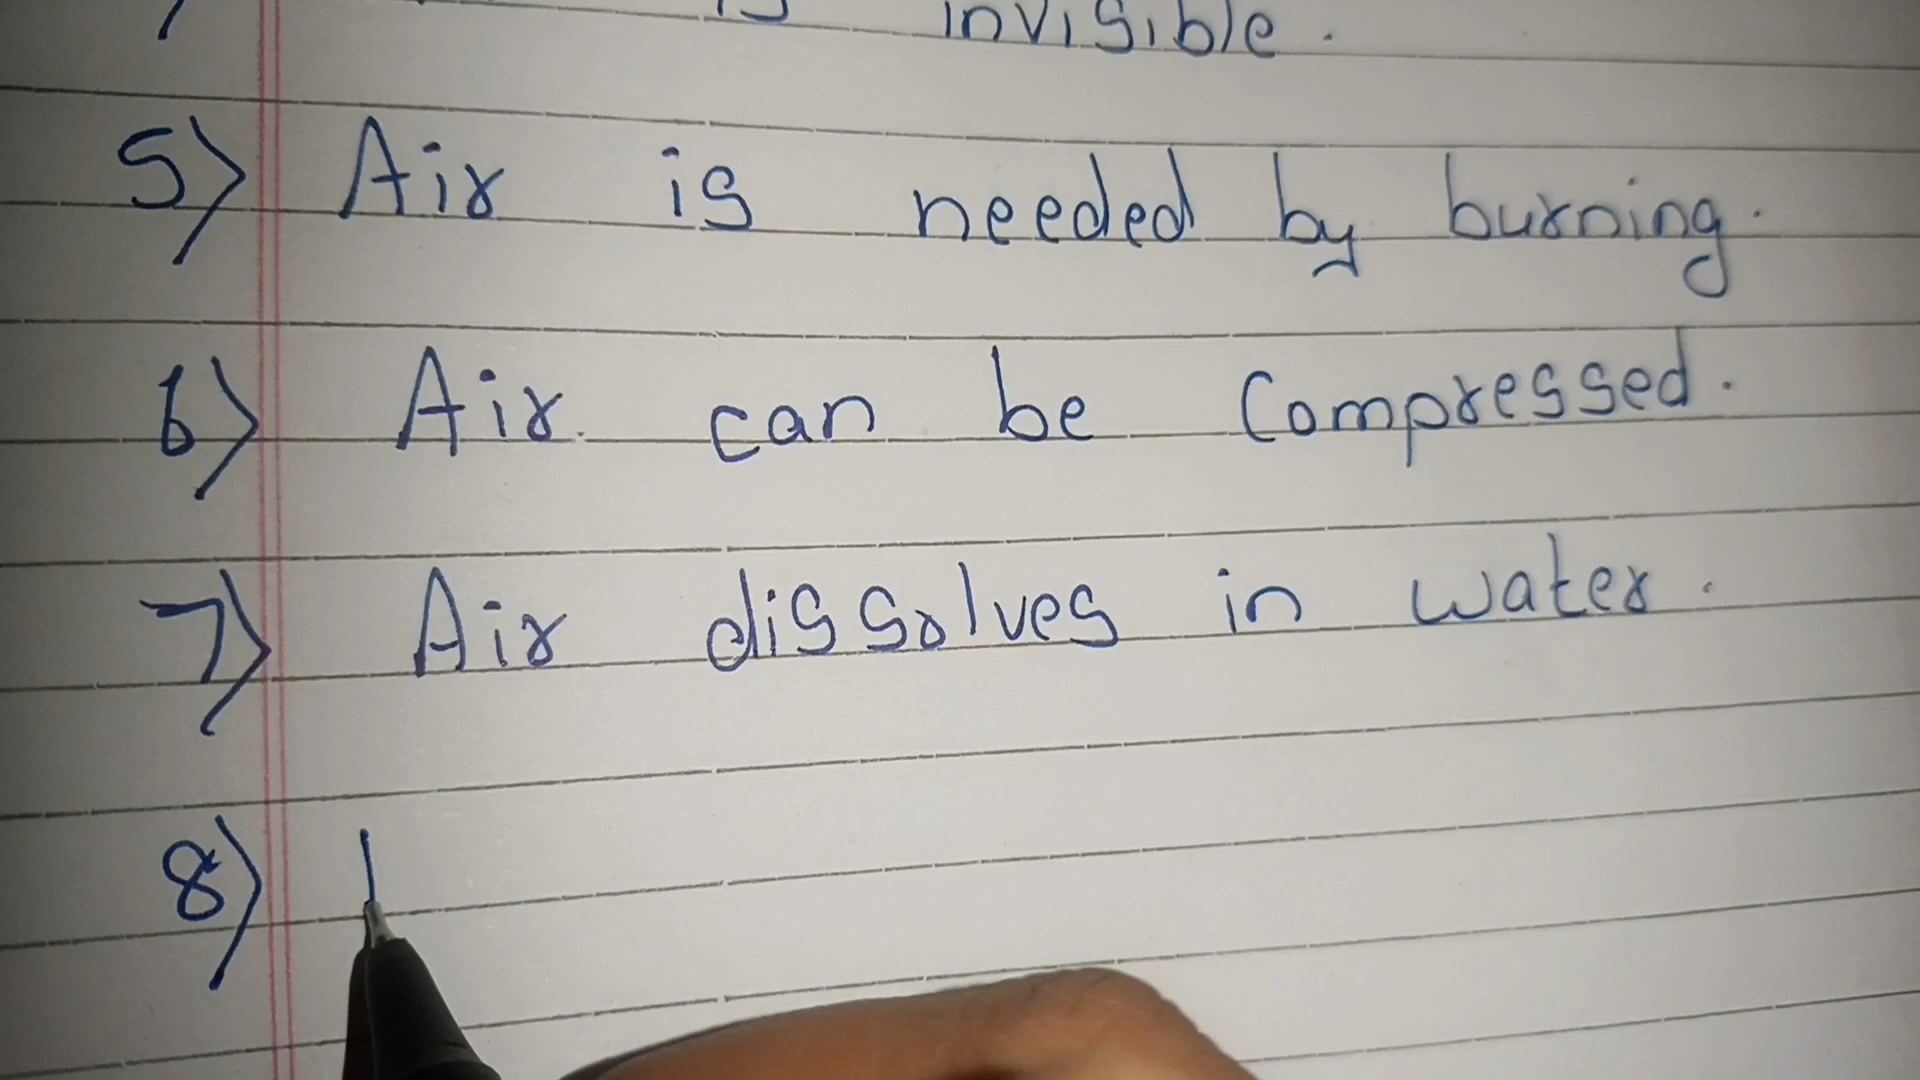 invisible.
5) Air is needed by burning.
6) Air can be Compressed.
7) Air dissolves in water.
8)